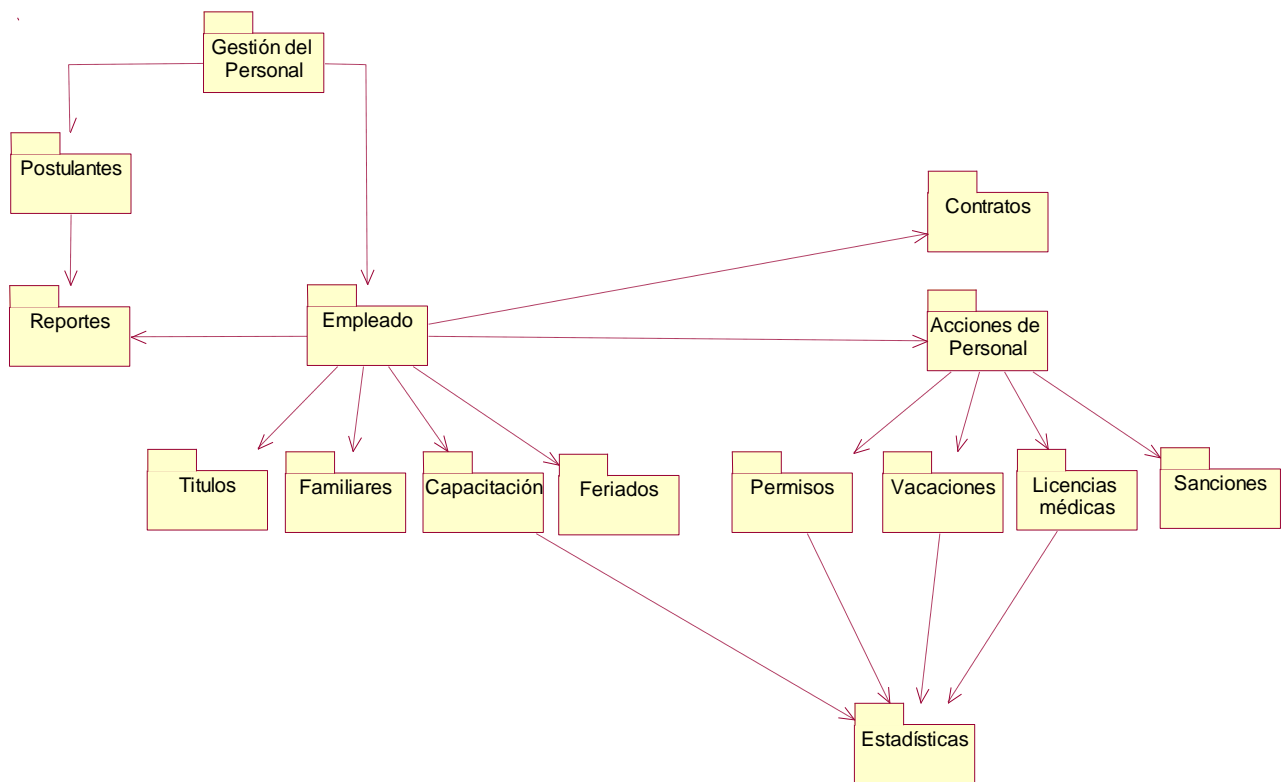 Gestión del
Personal
Postulantes
Contratos
Reportes
Empleado
Acciones de
Personal
Titulos
Familiares
Capacitación
Feriados
Permisos
Vacaciones
Licencias
médicas
Sanciones
Estadísticas